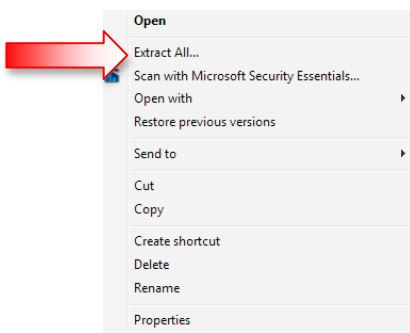 Open
Extract All...
Scan with Microsoft Security Essentials...
Open with
Restore previous versions
Send to
Cut
Copy
Create shortcut
Delete
Rename
Properties